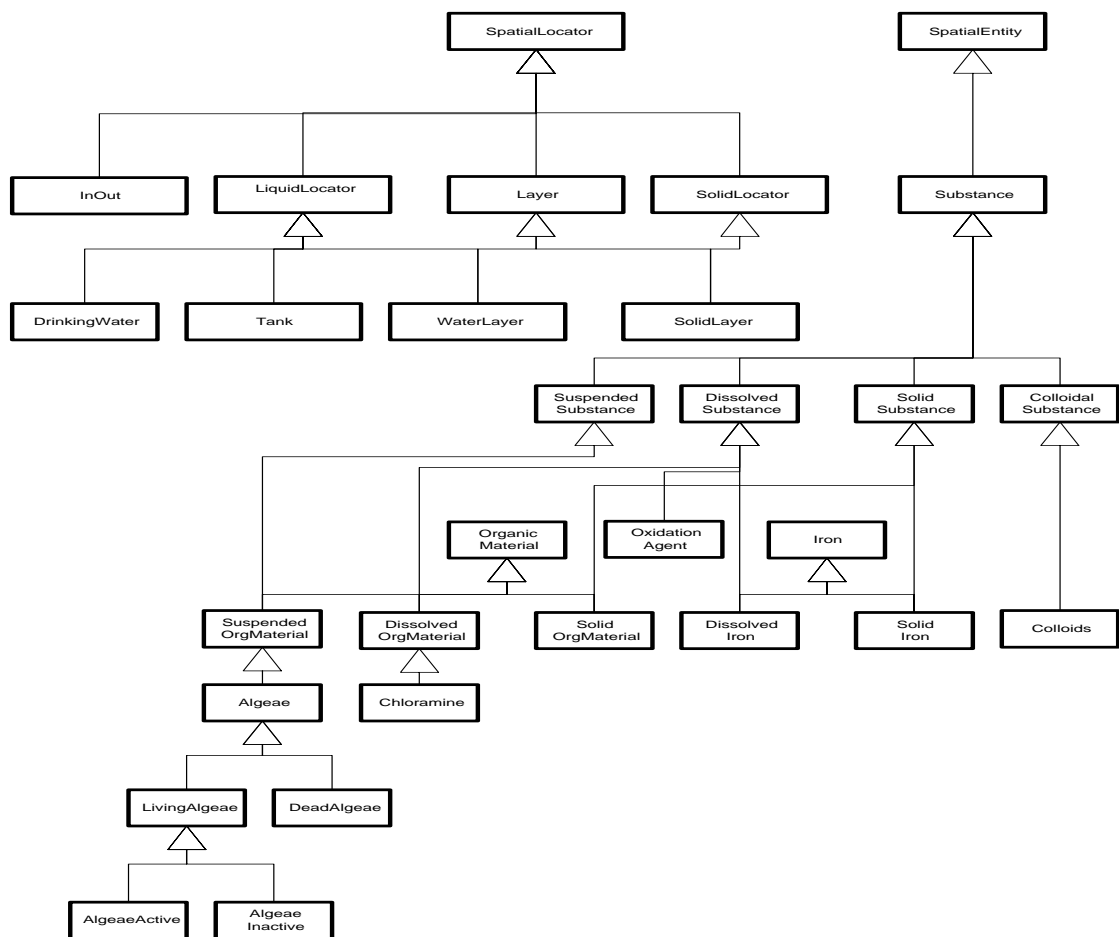 SpatialLocator
SpatialEntity
InOut
LiquidLocator
Layer
SolidLocator
Substance
DrinkingWater
Tank
WaterLayer
SolidLayer
Suspended
Substance
Dissolved
Substance
Solid
Substance
Colloidal
Substance
Organic
Material
Oxidation
Agent
Iron
Suspended
OrgMaterial
Dissolved
OrgMaterial
Solid
OrgMaterial
Dissolved
Iron
Solid
Iron
Colloids
Algeae
Chloramine
LivingAlgeae
DeadAlgeae
AlgeaeActive
Algeae
Inactive